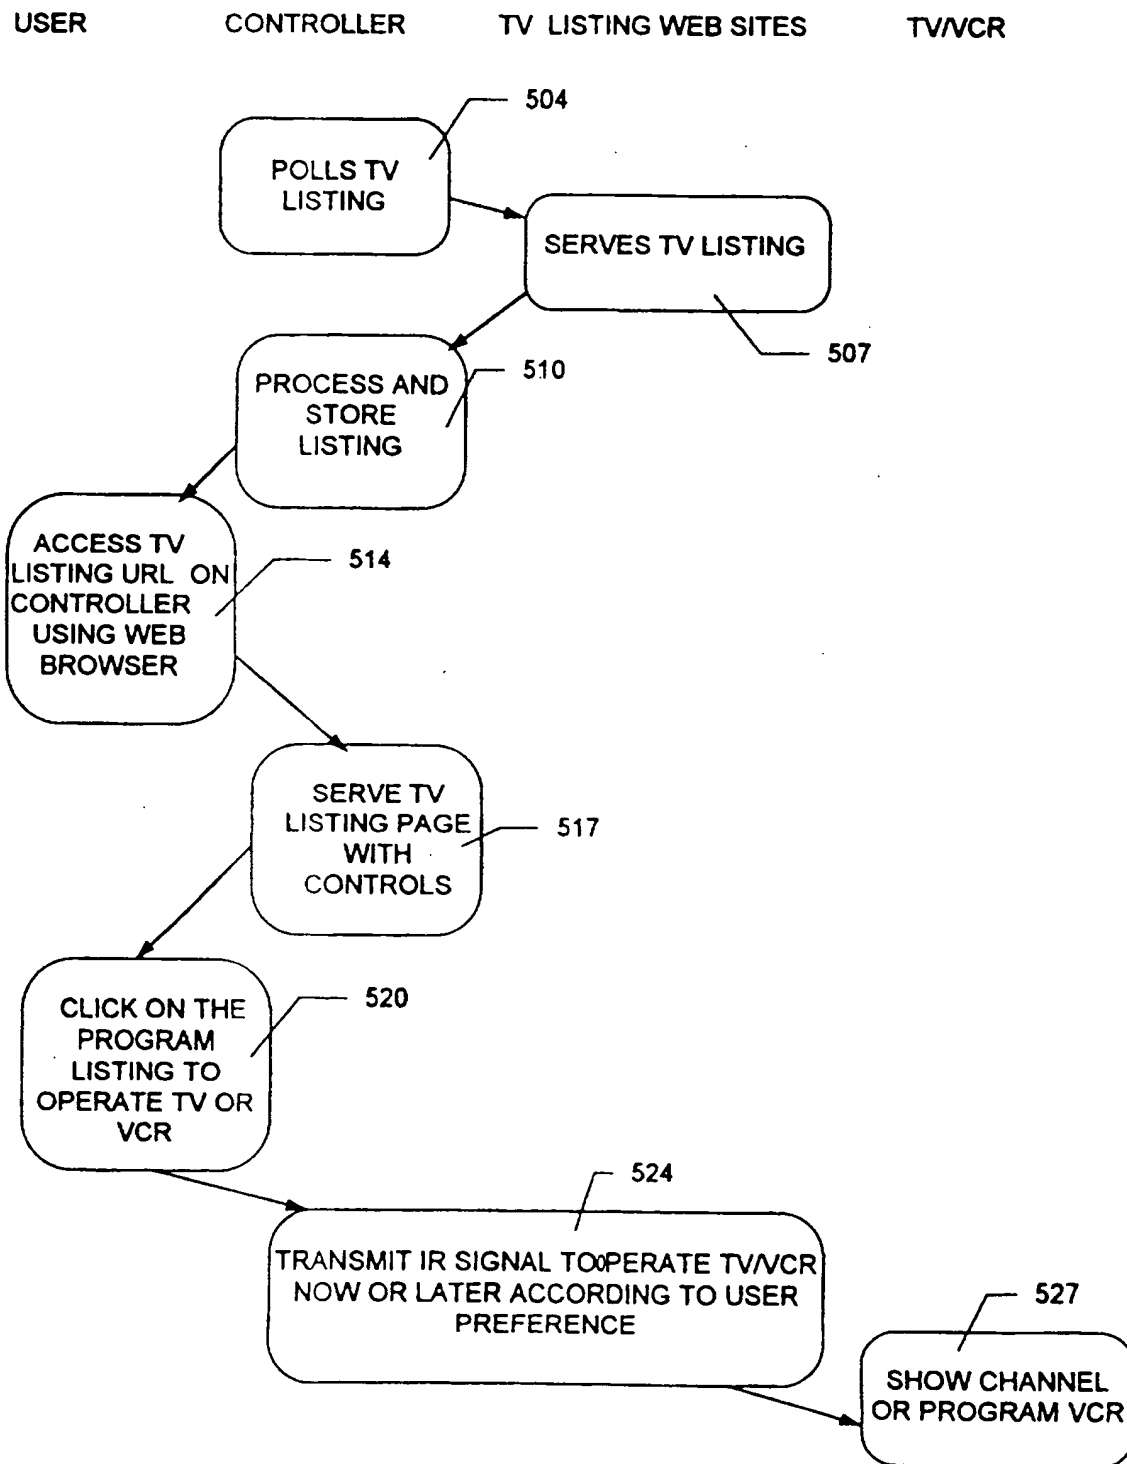 USER CONTROLLER TV LISTING WEB SITES TV/VCR
504
POLLS TV
LISTING
SERVES TV LISTING
507
510
PROCESS AND
STORE
LISTING
ACCESS TV
LISTING URL ON
CONTROLLER
USING WEB
BROWSER
514
SERVE TV
LISTING PAGE
WITH
CONTROLS
517
CLICK ON THE
PROGRAM
LISTING TO
OPERATE TV OR
VCR
520
524
TRANSMIT IR SIGNAL TO OPERATE TV/VCR
NOW OR LATER ACCORDING TO USER
PREFERENCE
527
SHOW CHANNEL
OR PROGRAM VCR